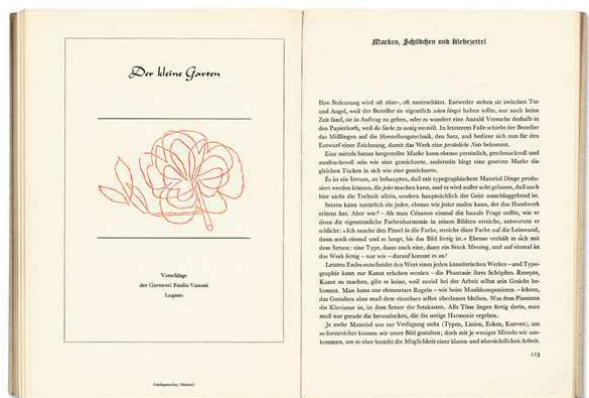 Der kleine Garten
Vorschläge
der Gärtnerei Emilio Vanoni
Lugano
Marken, Schildchen und Klebezettel
Ihre Bedeutung wird oft über-, oft unterschätzt. Entweder stehen sie zwischen Tür
und Angel, weil der Besteller sie eigentlich schon längst haben sollte, nur noch keine
Zeit fand, sie in Auftrag zu geben, oder es wandert eine Anzahl Versuche deshalb in
den Papierkorb, weil die Sache zu wenig vorstellt. In letzterem Falle schiebt der Besteller
das Mißlingen auf die Herstellungstechnik, den Satz, und bedient sich nun für den
Entwurf einer Zeichnung, damit das Werk eine persönliche Note bekommt.
Eine mittels Satzes hergestellte Marke kann ebenso persönlich, geschmackvoll und
ausdrucksvoll sein wie eine gezeichnete, anderseits birgt eine gesetzte Marke die
gleichen Tücken in sich wie eine gezeichnete.
Es ist ein Irrtum, zu behaupten, daß mit typographischem Material Dinge produ-
ziert werden können, die jeder machen kann, und es wird außer acht gelassen, daß auch
hier nicht die Technik allein, sondern hauptsächlich der Geist ausschlaggebend ist.
Setzen kann natürlich ein jeder, ebenso wie jeder malen kann, der das Handwerk
erlernt hat. Aber wie? – Als man Cézanne einmal die banale Frage stellte, wie er
denn die eigentümliche Farbenharmonie in seinen Bildern erreiche, antwortete er
schlicht: «Ich tauche den Pinsel in die Farbe, streiche diese Farbe auf die Leinwand,
dann noch einmal und so lange, bis das Bild fertig ist.» Ebenso verhält es sich mit
dem Setzen: eine Type, dann noch eine, dann ein Stück Messing, und auf einmal ist
das Werk fertig – nur wie – darauf kommt es an!
Letzten Endes entscheidet den Wert eines jeden künstlerischen Werkes – und Typo-
graphie kann zur Kunst erhoben werden – die Phantasie ihres Schöpfers. Rezepte,
Kunst zu machen, gibt es keine, weil zuviel bei der Arbeit selbst sein Gesicht be-
kommt. Man kann nur elementare Regeln – wie beim Musikkomponieren – lehren,
das Gestalten aber muß dem einzelnen selbst überlassen bleiben. Was dem Pianisten
die Klaviatur ist, ist dem Setzer der Setzkasten. Alle Töne liegen fertig darin, man
muß nur gerade die herauslocken, die die nötige Harmonie ergeben.
Je mehr Material uns zur Verfügung steht (Typen, Linien, Ecken, Kurven), um
so formreicher können wir unser Bild gestalten; doch mit je weniger Mitteln wir aus-
kommen, um so eher besteht die Möglichkeit einer klaren und übersichtlichen Arbeit.